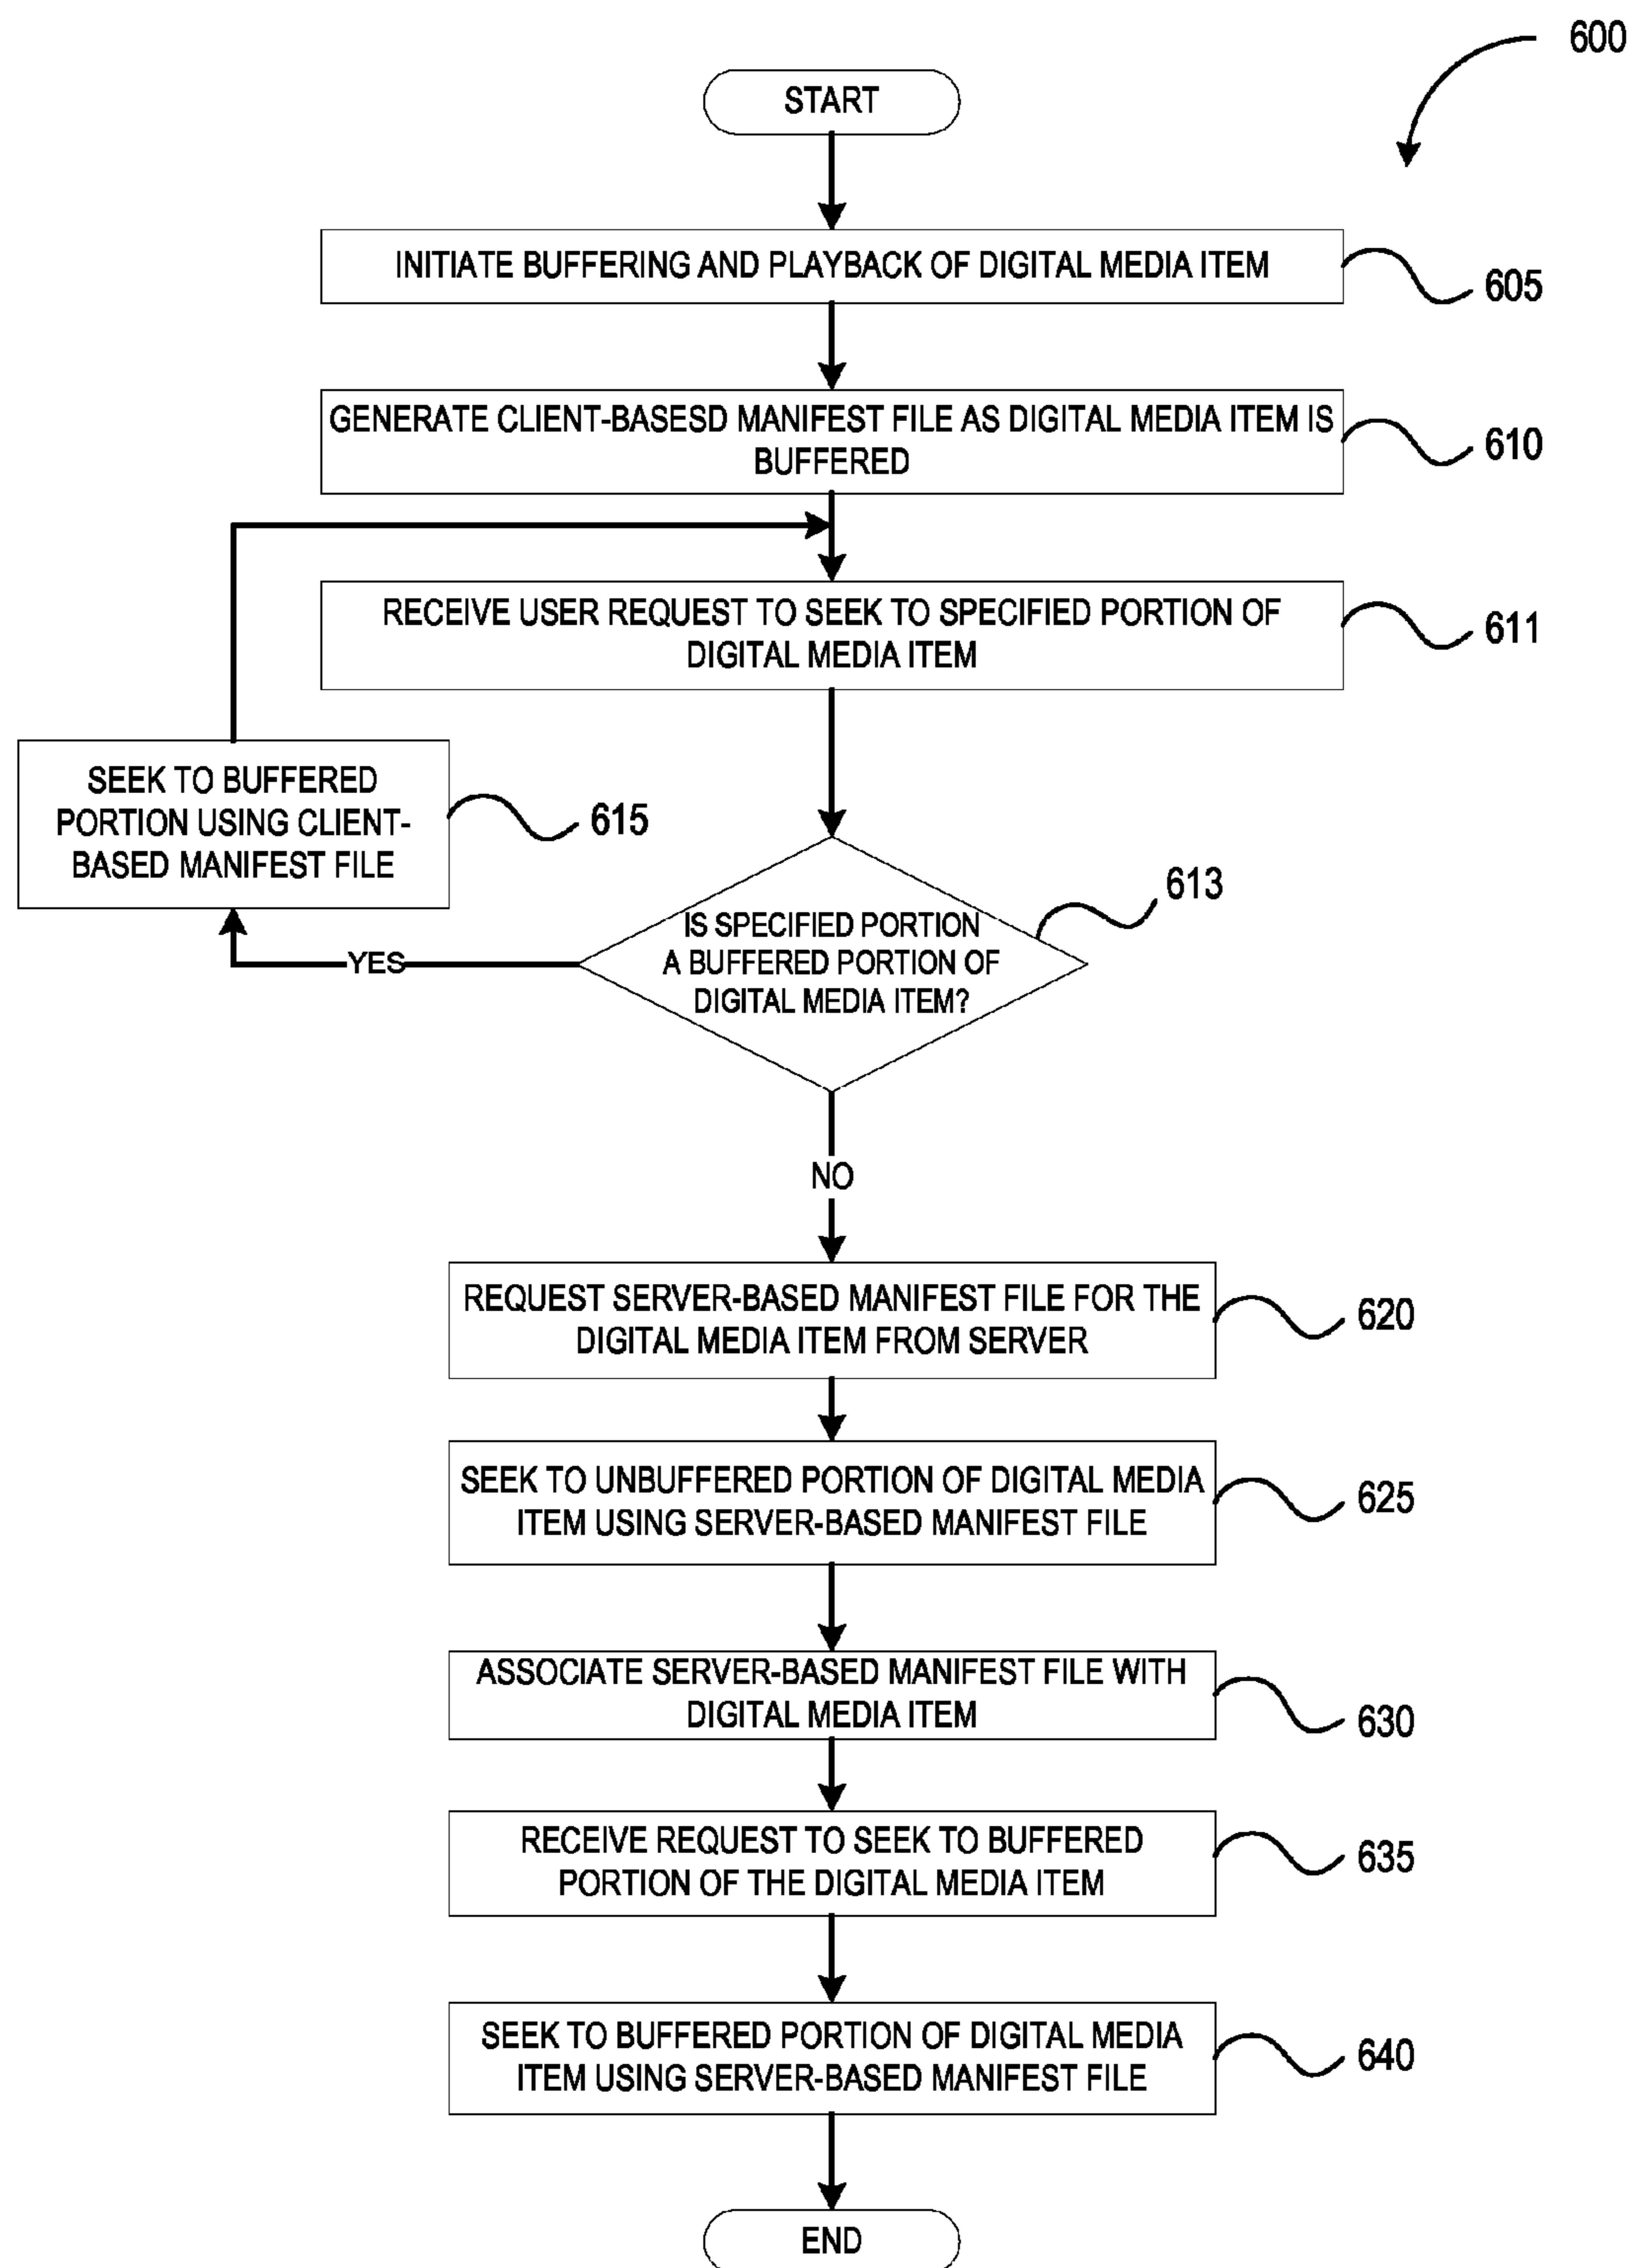 600
START
INITIATE BUFFERING AND PLAYBACK OF DIGITAL MEDIA ITEM
605
GENERATE CLIENT-BASESD MANIFEST FILE AS DIGITAL MEDIA ITEM IS
BUFFERED
610
RECEIVE USER REQUEST TO SEEK TO SPECIFIED PORTION OF
DIGITAL MEDIA ITEM
611
SEEK TO BUFFERED
PORTION USING CLIENT-
BASED MANIFEST FILE
615
IS SPECIFIED PORTION
A BUFFERED PORTION OF
DIGITAL MEDIA ITEM?
613
YES
NO
REQUEST SERVER-BASED MANIFEST FILE FOR THE
DIGITAL MEDIA ITEM FROM SERVER
620
SEEK TO UNBUFFERED PORTION OF DIGITAL MEDIA
ITEM USING SERVER-BASED MANIFEST FILE
625
ASSOCIATE SERVER-BASED MANIFEST FILE WITH
DIGITAL MEDIA ITEM
630
RECEIVE REQUEST TO SEEK TO BUFFERED
PORTION OF THE DIGITAL MEDIA ITEM
635
SEEK TO BUFFERED PORTION OF DIGITAL MEDIA
ITEM USING SERVER-BASED MANIFEST FILE
640
END